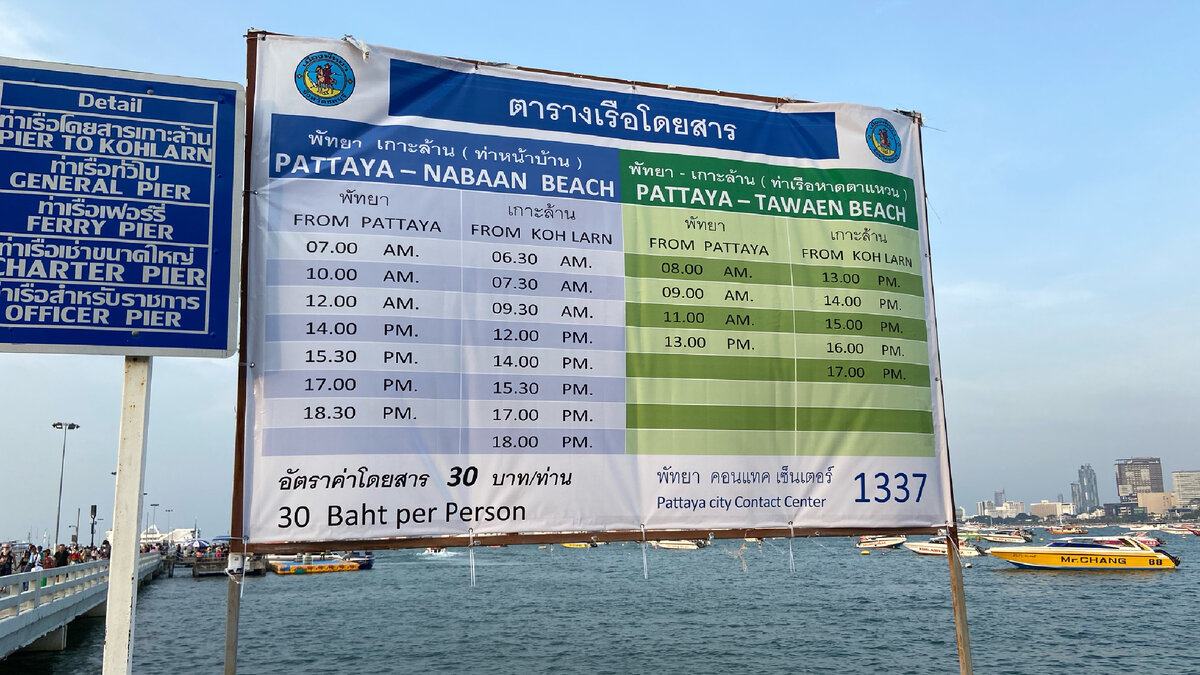 Detail
ท่าเรือโดยสารเกาะล้าน
PIER TO KOHLARN
ท่าเรือทั่วไป
GENERAL PIER
ท่าเรือเฟอร์รี่
FERRY PIER
ท่าเรือเช่าขนาดใหญ่
CHARTER PIER
ท่าเรือสำหรับราชการ
OFFICER PIER
ตารางเรือโดยสาร
พัทยา เกาะล้าน ( ท่าหน้าบ้าน )
PATTAYA – NABAAN BEACH
พัทยา
FROM PATTAYA
เกาะล้าน
FROM KOH LARN
07.00 AM. 06.30 AM.
10.00 AM. 07.30 AM.
12.00 AM. 09.30 AM.
14.00 PM. 12.00 PM.
15.30 PM. 14.00 PM.
17.00 PM. 15.30 PM.
18.30 PM. 17.00 PM.
18.00 PM.
พัทยา - เกาะล้าน ( ท่าเรือหาดตาแหวน )
PATTAYA – TAWAEN BEACH
พัทยา
FROM PATTAYA
เกาะล้าน
FROM KOH LARN
08.00 AM. 13.00 PM.
09.00 AM. 14.00 PM.
11.00 AM. 15.00 PM.
13.00 PM. 16.00 PM.
17.00 PM.
อัตราค่าโดยสาร 30 บาท/ท่าน
30 Baht per Person
พัทยา คอนแทค เซ็นเตอร์
Pattaya city Contact Center
1337
Mr.CHANG 88